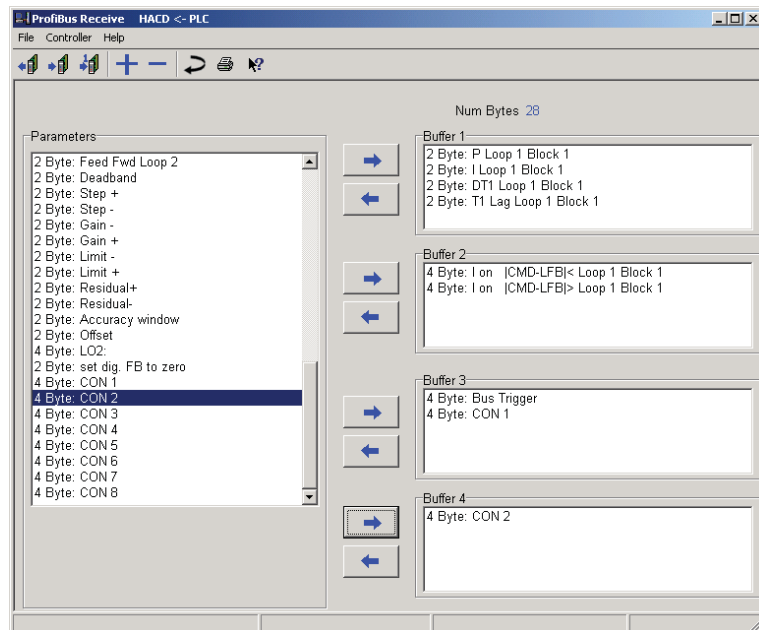 ProfiBus Receive HACD <- PLC
File Controller Help
Num Bytes 28
Parameters
2 Byte: Feed Fwd Loop 2
2 Byte: Deadband
2 Byte: Step +
2 Byte: Step -
2 Byte: Gain -
2 Byte: Gain +
2 Byte: Limit -
2 Byte: Limit +
2 Byte: Residual+
2 Byte: Residual-
2 Byte: Accuracy window
2 Byte: Offset
4 Byte: LO2:
2 Byte: set dig. FB to zero
4 Byte: CON 1
4 Byte: CON 2
4 Byte: CON 3
4 Byte: CON 4
4 Byte: CON 5
4 Byte: CON 6
4 Byte: CON 7
4 Byte: CON 8
Buffer 1
2 Byte: P Loop 1 Block 1
2 Byte: I Loop 1 Block 1
2 Byte: DT1 Loop 1 Block 1
2 Byte: T1 Lag Loop 1 Block 1
Buffer 2
4 Byte: I on |CMD-LFB|< Loop 1 Block 1
4 Byte: I on |CMD-LFB|> Loop 1 Block 1
Buffer 3
4 Byte: Bus Trigger
4 Byte: CON 1
Buffer 4
4 Byte: CON 2